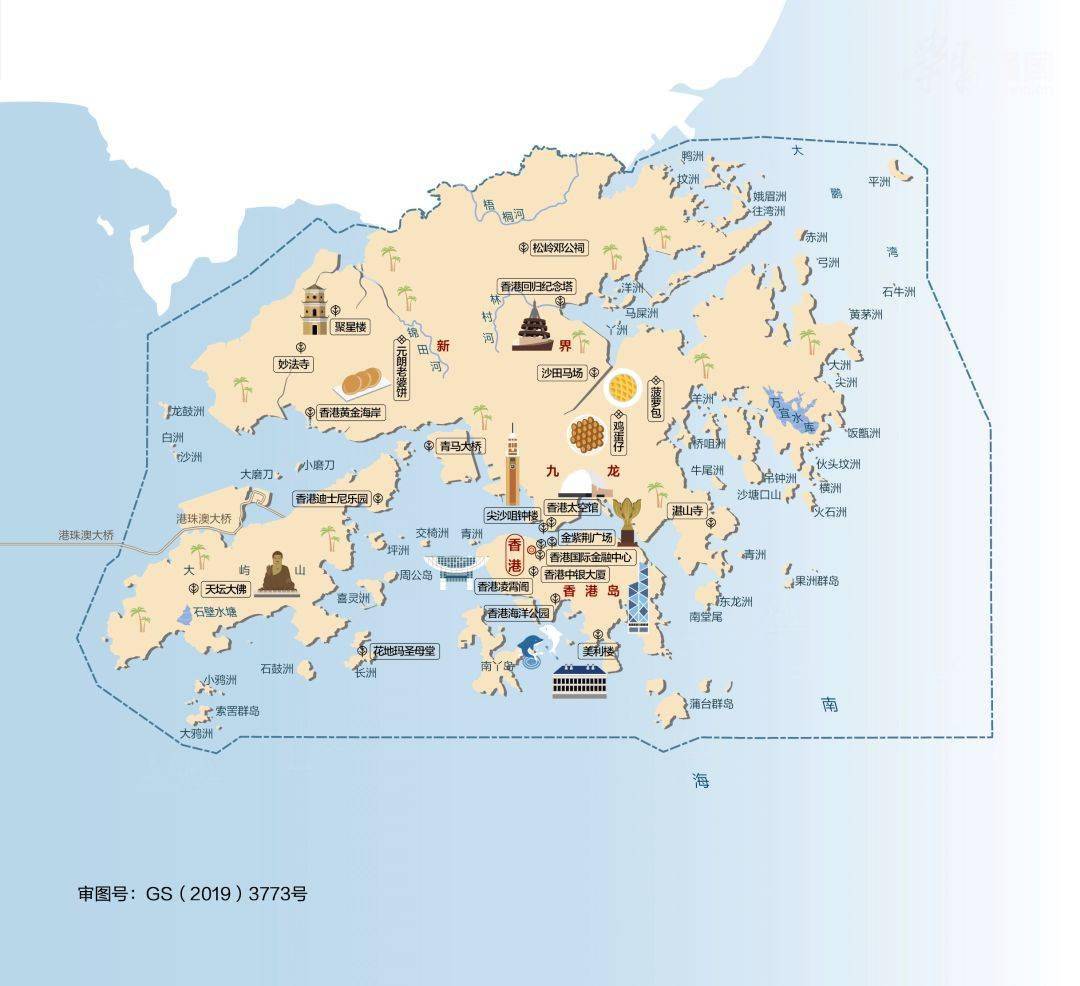 鸭洲
大
坟洲
平洲
娥眉洲
鹏
往湾洲
梧
桐河
赤洲
松岭邓公祠
湾
弓洲
香港回归纪念塔
洋洲
石牛洲
林
村
河
马屎洲
黄茅洲
丫洲
聚星楼
锦
田
河
新
界
妙法寺
元朗老婆饼
沙田马场
大洲
尖洲
菠萝包
羊洲
万宜水库
龙鼓洲
香港黄金海岸
鸡蛋仔
饭甑洲
白洲
青马大桥
桥咀洲
沙洲
小磨刀
大磨刀
九
龙
牛尾洲
伙头坟洲
吊钟洲
横洲
沙塘口山
香港迪士尼乐园
香港太空馆
湛山寺
火石洲
尖沙咀钟楼
港珠澳大桥
港珠澳大桥
交椅洲
青洲
金紫荆广场
香港
坪洲
香港国际金融中心
青洲
大
屿
山
周公岛
香港中银大厦
果洲群岛
天坛大佛
香港凌霄阁
香
港
岛
喜灵洲
东龙洲
石壁水塘
香港海洋公园
南堂尾
花地玛圣母堂
美利楼
石鼓洲
长洲
南丫岛
小鸦洲
蒲台群岛
南
索罟群岛
大鸦洲
海
审图号：GS（2019）3773号